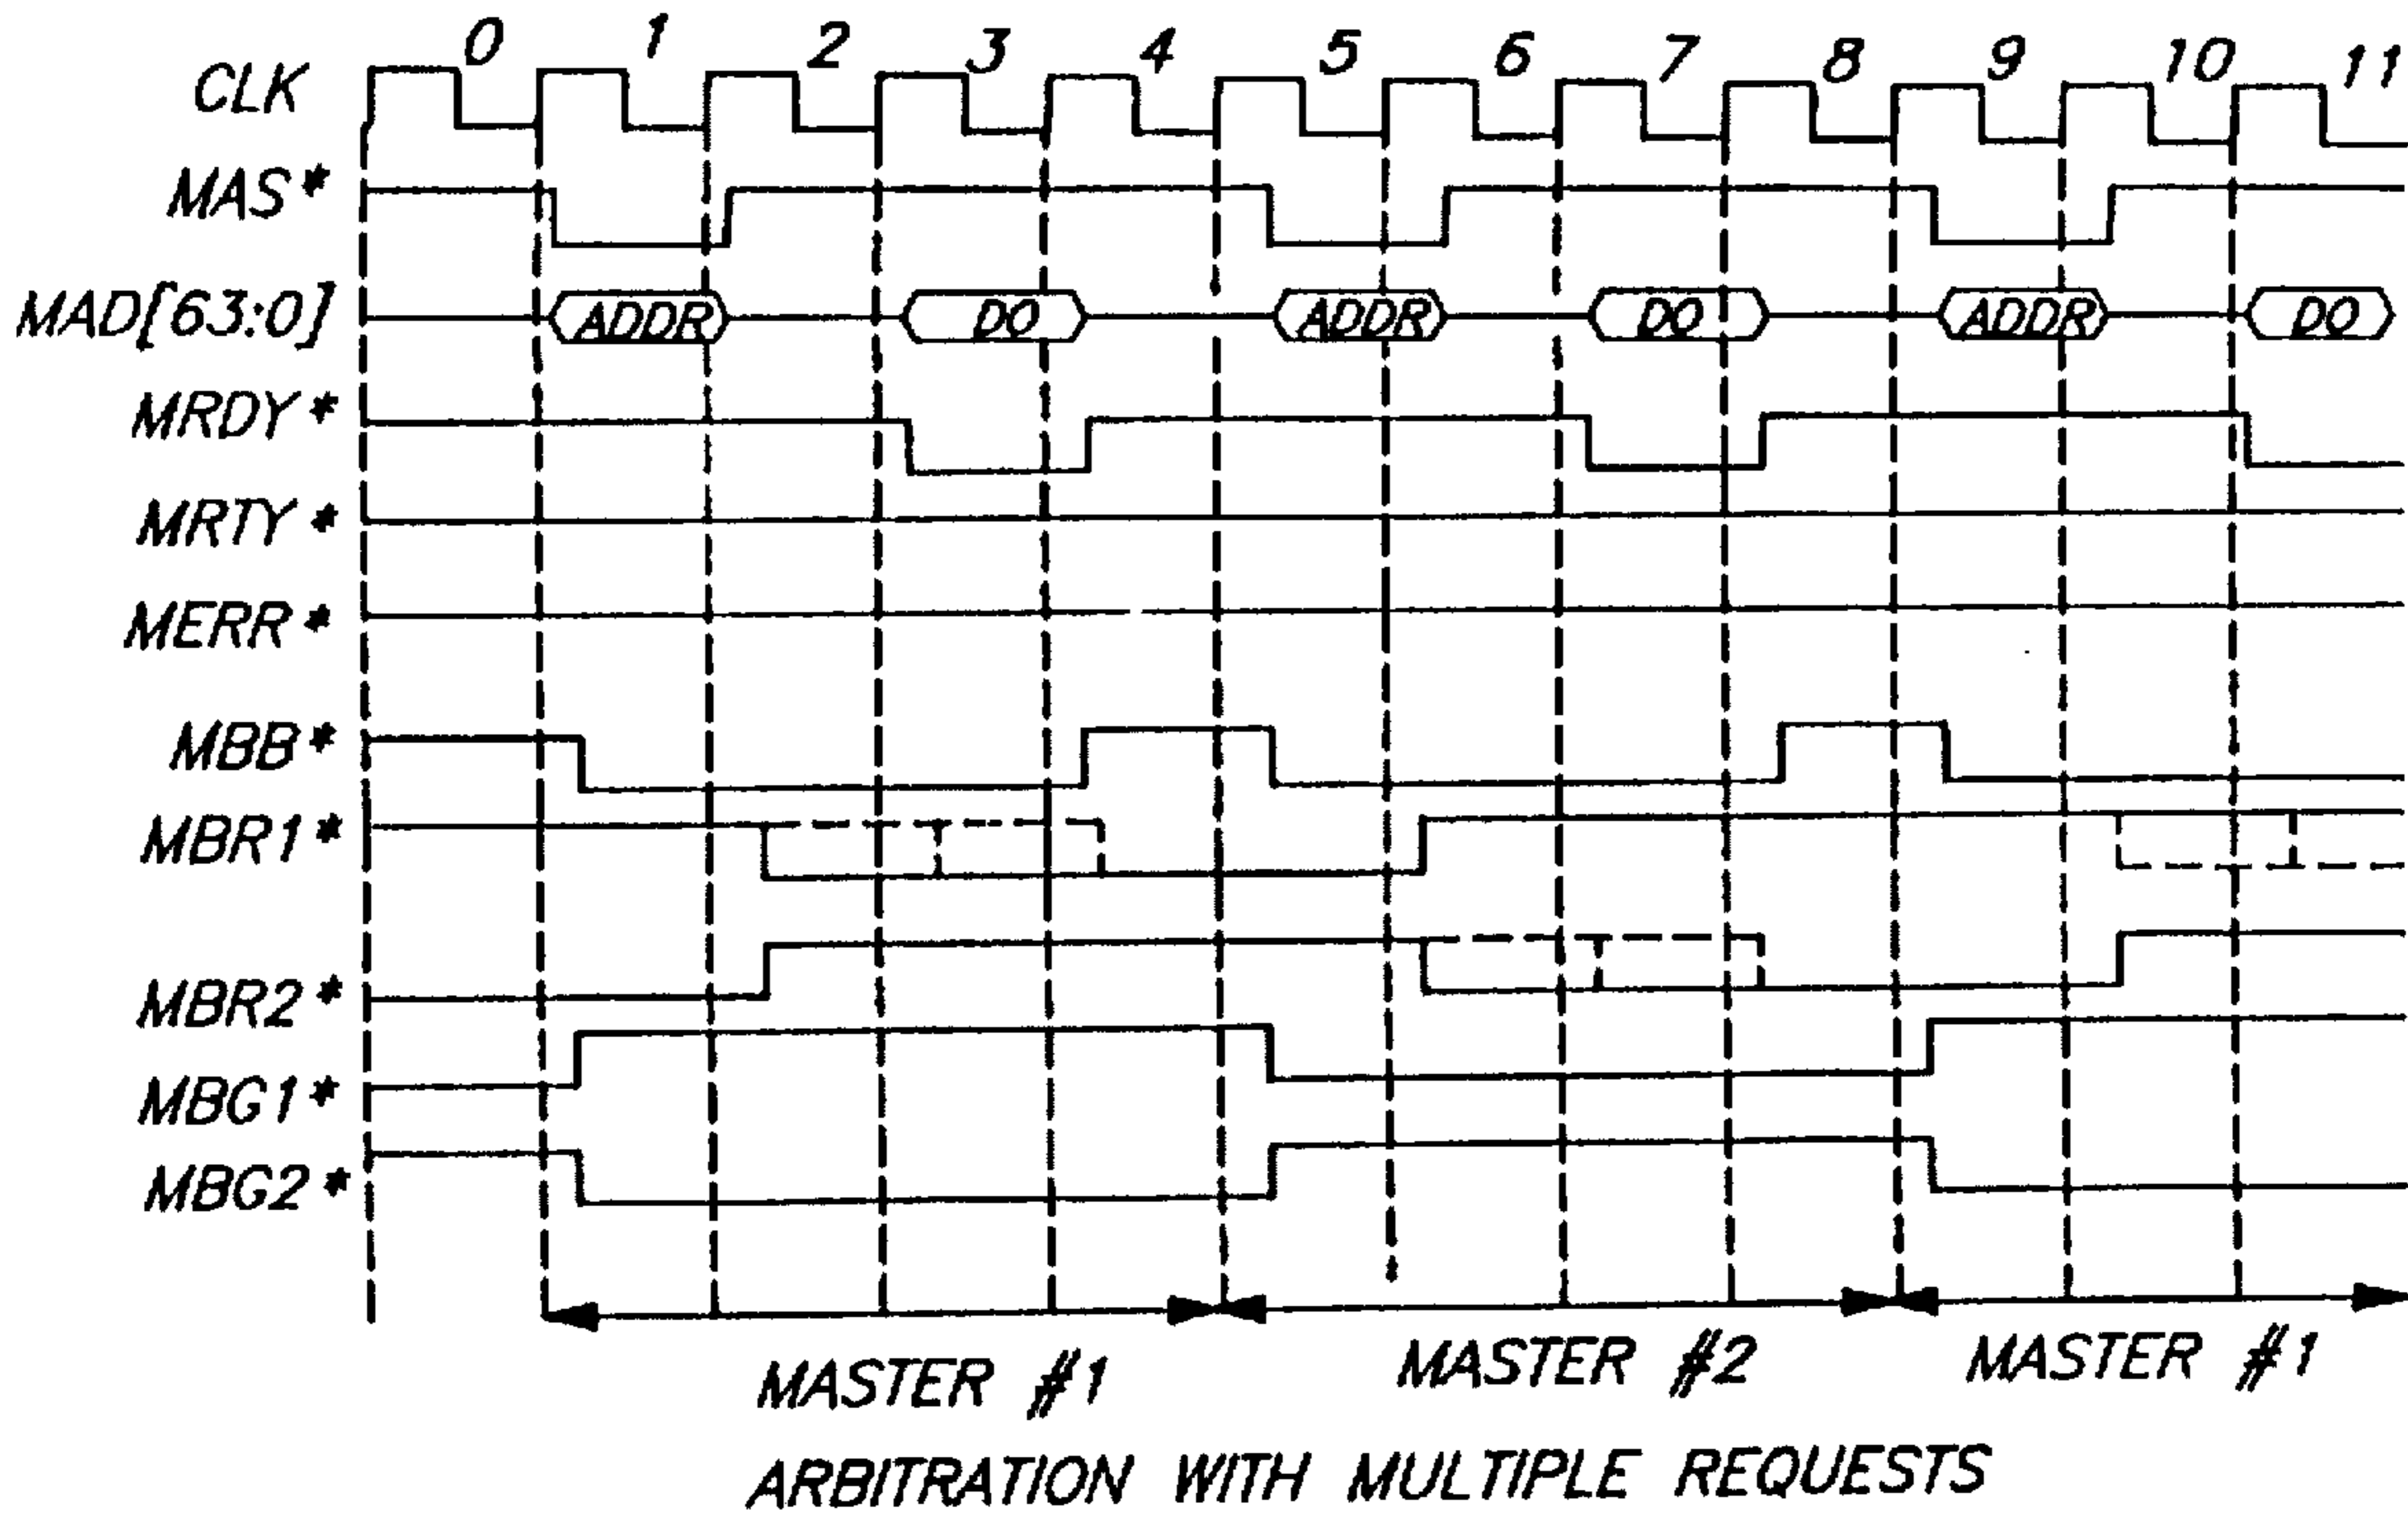 0 1 2 3 4 5 6 7 8 9 10 11
CLK
MAS*
MAD[63:0] ADDR DO ADDR DO ADDR DO
MRDY*
MRTY*
MERR*
MBB*
MBR1*
MBR2*
MBG1*
MBG2*
MASTER #1 MASTER #2 MASTER #1
ARBITRATION WITH MULTIPLE REQUESTS